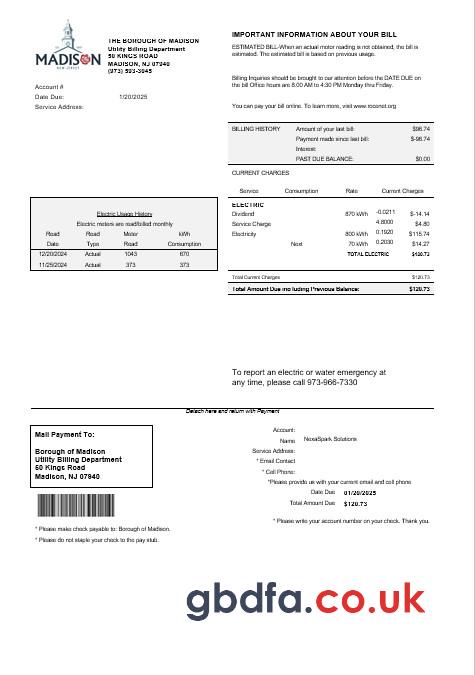 MADISON
NEW JERSEY
THE BOROUGH OF MADISON
Utility Billing Department
50 KINGS ROAD
MADISON, NJ 07940
(973) 593-3045
Account #
Date Due: 1/20/2025
Service Address:
IMPORTANT INFORMATION ABOUT YOUR BILL
ESTIMATED BILL-When an actual motor roading is not obtained, the bill is
estimated. The estimated bill is based on previous usage.
Billing Inquiries should be brought to our attention before the DATE DUE on
the bill Office hours are 8:00 AM to 4:30 PM Monday thru Friday.
You can pay your bill online. To learn more, visit www.rosenet.org
BILLING HISTORY Amount of your last bill: $96.74
Payment made since last bill: $-96.74
Interest:
PAST DUE BALANCE: $0.00
CURRENT CHARGES
Service Consumption Rate Current Charges
ELECTRIC
Dividend 870 kWh -0.0211 $-14.14
Service Charge 4.8000 $4.80
Electricity 800 kWh 0.1920 $115.74
Next 70 kWh 0.2030 $14.27
TOTAL ELECTRIC $120.73
Total Current Charges $120.73
Total Amount Due including Previous Balance: $120.73
Electric Usage History
Electric meters are road/billed monthly
Road Road Motor kWh
Date Type Road Consumption
12/20/2024 Actual 1043 670
11/25/2024 Actual 373 373
To report an electric or water emergency at
any time, please call 973-966-7330
Detach here and return with Payment
Mail Payment To:
Borough of Madison
Utility Billing Department
50 Kings Road
Madison, NJ 07940
* Please make check payable to: Borough of Madison.
* Please do not staple your check to the pay stub.
Account:
Name NexaSpark Solutions
Service Address:
* Email Contact
* Cell Phone:
*Please provide us with your current email and cell phone
Date Due 01/20/2025
Total Amount Due $120.73
* Please write your account number on your check. Thank you.
gbdfa.co.uk